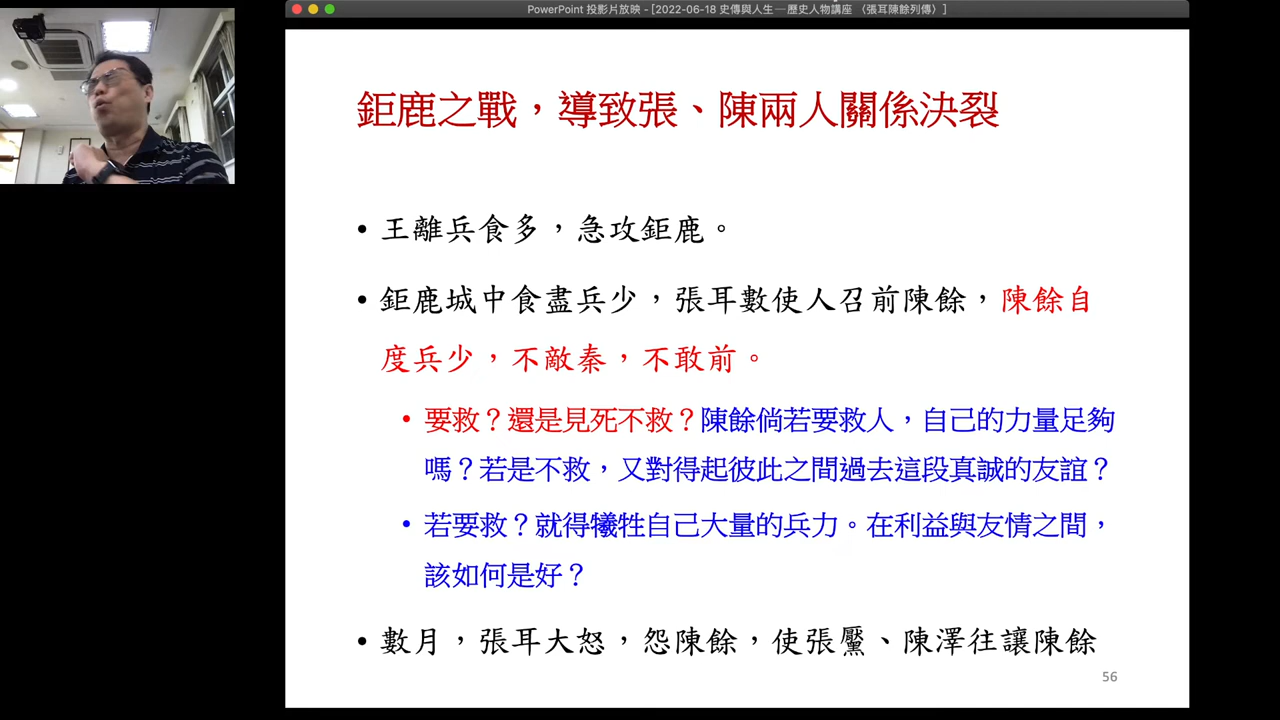 PowerPoint 投影片放映 - [2022-06-18 史傳與人生─歷史人物講座 〈張耳陳餘列傳〉]
鉅鹿之戰，導致張、陳兩人關係決裂
• 王離兵食多，急攻鉅鹿。
• 鉅鹿城中食盡兵少，張耳數使人召前陳餘，陳餘自
度兵少，不敵秦，不敢前。
• 要救？還是見死不救？陳餘倘若要救人，自己的力量足夠
嗎？若是不救，又對得起彼此之間過去這段真誠的友誼？
• 若要救？就得犧牲自己大量的兵力。在利益與友情之間，
該如何是好？
• 數月，張耳大怒，怨陳餘，使張黶、陳澤往讓陳餘
56